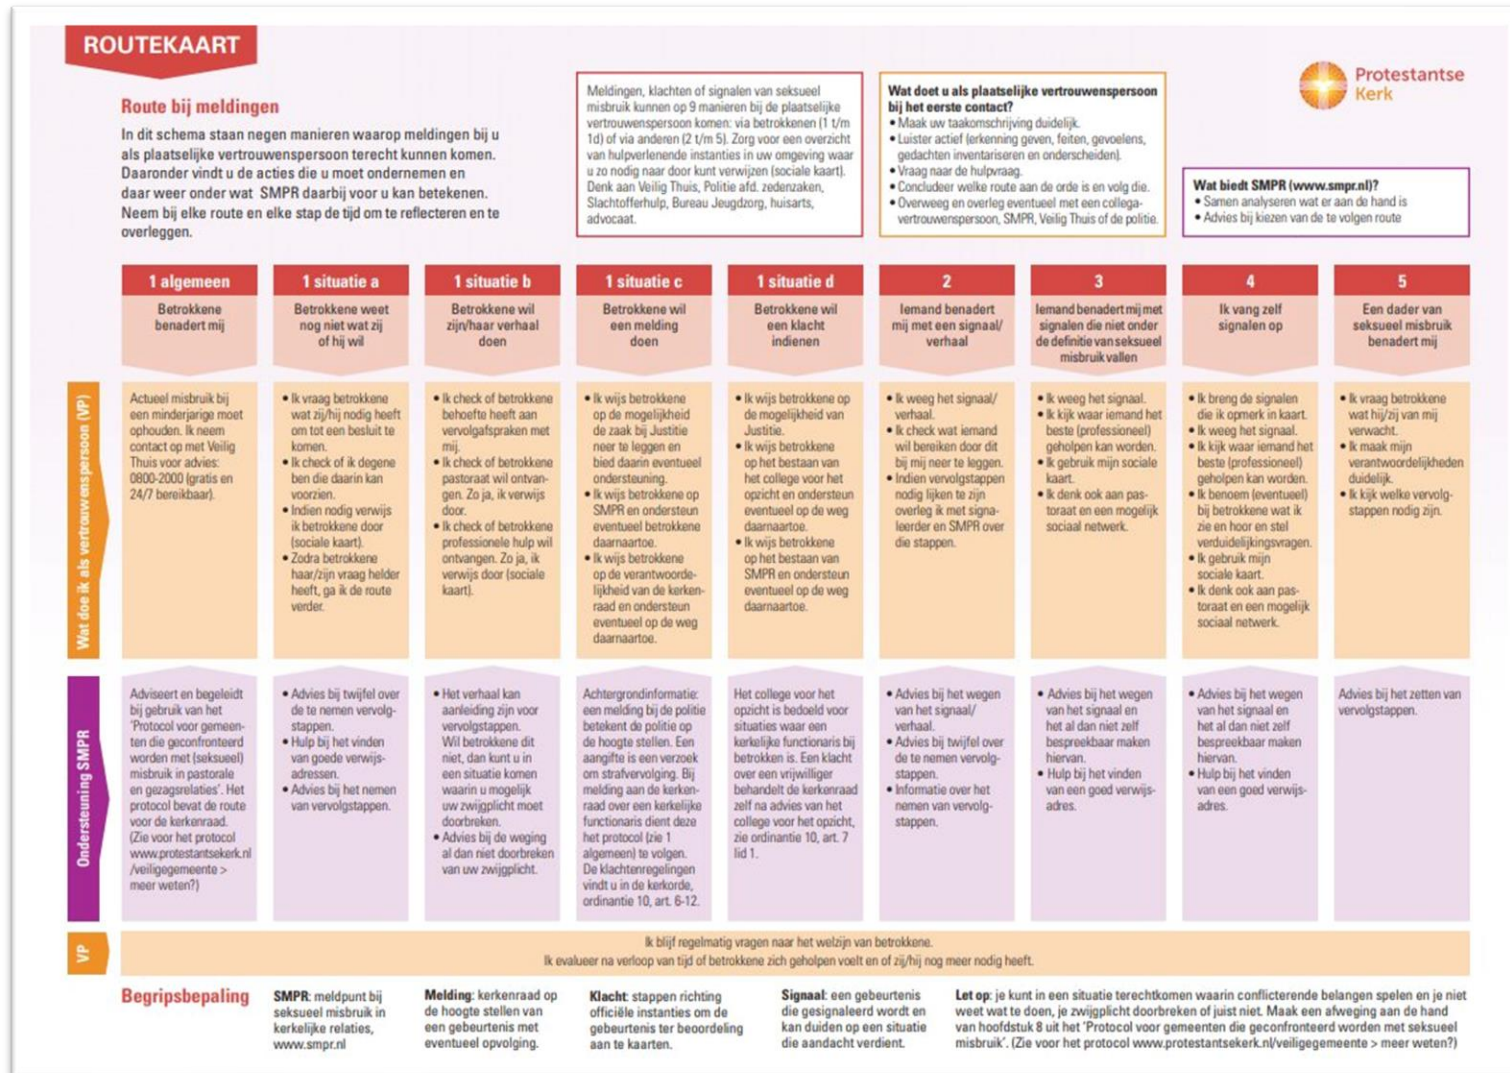 ROUTEKAART
Protestantse
Kerk
Route bij meldingen
In dit schema staan negen manieren waarop meldingen bij u
als plaatselijke vertrouwenspersoon terecht kunnen komen.
Daaronder vindt u de acties die u moet ondernemen en
daar weer onder wat SMPR daarbij voor u kan betekenen.
Neem bij elke route en elke stap de tijd om te reflecteren en te
overleggen.
Meldingen, klachten of signalen van seksueel
misbruik kunnen op 9 manieren bij de plaatselijke
vertrouwenspersoon komen: via betrokkenen (1 t/m
1d) of via anderen (2 t/m 5). Zorg voor een overzicht
van hulpverlenende instanties in uw omgeving waar
u zo nodig naar door kunt verwijzen (sociale kaart).
Denk aan Veilig Thuis, Politie afd. zedenzaken,
Slachtofferhulp, Bureau Jeugdzorg, huisarts,
advocaat.
Wat doet u als plaatselijke vertrouwenspersoon
bij het eerste contact?
• Maak uw taakomschrijving duidelijk.
• Luister actief (erkenning geven, feiten, gevoelens,
gedachten inventariseren en onderscheiden).
• Vraag naar de hulpvraag.
• Concludeer welke route aan de orde is en volg die.
• Overweeg en overleg eventueel met een collega-
vertrouwenspersoon, SMPR, Veilig Thuis of de politie.
Wat biedt SMPR (www.smpr.nl)?
• Samen analyseren wat er aan de hand is
• Advies bij kiezen van de te volgen route
1 algemeen
Betrokkene
benadert mij
1 situatie a
Betrokkene weet
nog niet wat zij
of hij wil
1 situatie b
Betrokkene wil
zijn/haar verhaal
doen
1 situatie c
Betrokkene wil
een melding
doen
1 situatie d
Betrokkene wil
een klacht
indienen
2
Iemand benadert
mij met een signaal/
verhaal
3
Iemand benadert mij met
signalen die niet onder
de definitie van seksueel
misbruik vallen
4
Ik vang zelf
signalen op
5
Een dader van
seksueel misbruik
benadert mij
Wat doe ik als vertrouwenspersoon (VP)
Actueel misbruik bij
een minderjarige moet
ophouden. Ik neem
contact op met Veilig
Thuis voor advies:
0800-2000 (gratis en
24/7 bereikbaar).
• Ik vraag betrokkene
wat zij/hij nodig heeft
om tot een besluit te
komen.
• Ik check of ik degene
ben die daarin kan
voorzien.
• Indien nodig verwijs
ik betrokkene door
(sociale kaart).
• Zodra betrokkene
haar/zijn vraag helder
heeft, ga ik de route
verder.
• Ik check of betrokkene
behoefte heeft aan
vervolgafspraken met
mij.
• Ik check of betrokkene
pastoraat wil ontvan-
gen. Zo ja, ik verwijs
door.
• Ik check of betrokkene
professionele hulp wil
ontvangen. Zo ja, ik
verwijs door (sociale
kaart).
• Ik wijs betrokkene
op de mogelijkheid
de zaak bij Justitie
neer te leggen en
bied daarin eventueel
ondersteuning.
• Ik wijs betrokkene op
SMPR en ondersteun
eventueel betrokkene
daarnaartoe.
• Ik wijs betrokkene
op de verantwoorde-
lijkheid van de kerken-
raad en ondersteun
eventueel op de weg
daarnaartoe.
• Ik wijs betrokkene op
de mogelijkheid van
Justitie.
• Ik wijs betrokkene
op het bestaan van
het college voor het
opzicht en ondersteun
eventueel op de weg
daarnaartoe.
• Ik wijs betrokkene
op het bestaan van
SMPR en ondersteun
eventueel op de weg
daarnaartoe.
• Ik weeg het signaal/
verhaal.
• Ik check wat iemand
wil bereiken door dit
bij mij neer te leggen.
• Indien vervolgstappen
nodig lijken te zijn
overleg ik met signa-
leerder en SMPR over
die stappen.
• Ik weeg het signaal.
• Ik kijk waar iemand het
beste (professioneel)
geholpen kan worden.
• Ik gebruik mijn sociale
kaart.
• Ik denk ook aan pas-
toraat en een mogelijk
sociaal netwerk.
• Ik breng de signalen
die ik opmerk in kaart.
• Ik weeg het signaal.
• Ik kijk waar iemand het
beste (professioneel)
geholpen kan worden.
• Ik benoem (eventueel)
bij betrokkene wat ik
zie en hoor en stel
verduidelijkingsvragen.
• Ik gebruik mijn
sociale kaart.
• Ik denk ook aan pas-
toraat en een mogelijk
sociaal netwerk.
• Ik vraag betrokkene
wat hij/zij van mij
verwacht.
• Ik maak mijn
verantwoordelijkheden
duidelijk.
• Ik kijk welke vervolg-
stappen nodig zijn.
Ondersteuning SMPR
Adviseert en begeleidt
bij gebruik van het
'Protocol voor gemeen-
ten die geconfronteerd
worden met (seksueel)
misbruik in pastorale
en gezagsrelaties'. Het
protocol bevat de route
voor de kerkenraad.
(Zie voor het protocol
www.protestantsekerk.nl
/veiligegemeente >
meer weten?)
• Advies bij twijfel over
de te nemen vervolg-
stappen.
• Hulp bij het vinden
van goede verwijs-
adressen.
• Advies bij het nemen
van vervolgstappen.
• Het verhaal kan
aanleiding zijn voor
vervolgstappen.
Wil betrokkene dit
niet, dan kunt u in
een situatie komen
waarin u mogelijk
uw zwijgplicht moet
doorbreken.
• Advies bij de weging
al dan niet doorbreken
van uw zwijgplicht.
Achtergrondinformatie:
een melding bij de politie
betekent de politie op
de hoogte stellen. Een
aangifte is een verzoek
om strafvervolging. Bij
melding aan de kerken-
raad over een kerkelijke
functionaris dient deze
het protocol (zie 1
algemeen) te volgen.
De klachtenregelingen
vindt u in de kerkorde,
ordinantie 10, art. 6-12.
Het college voor het
opzicht is bedoeld voor
situaties waar een
kerkelijke functionaris bij
betrokken is. Een klacht
over een vrijwilliger
behandelt de kerkenraad
zelf na advies van het
college voor het opzicht,
zie ordinantie 10, art. 7
lid 1.
• Advies bij het wegen
van het signaal/
verhaal.
• Advies bij twijfel over
de te nemen vervolg-
stappen.
• Informatie over het
nemen van vervolg-
stappen.
• Advies bij het wegen
van het signaal en
het al dan niet zelf
bespreekbaar maken
hiervan.
• Hulp bij het vinden
van een goed verwijs-
adres.
• Advies bij het wegen
van het signaal en
het al dan niet zelf
bespreekbaar maken
hiervan.
• Hulp bij het vinden
van een goed verwijs-
adres.
Advies bij het zetten van
vervolgstappen.
VP
Ik blijf regelmatig vragen naar het welzijn van betrokkene.
Ik evalueer na verloop van tijd of betrokkene zich geholpen voelt en of zij/hij nog meer nodig heeft.
Begripsbepaling
SMPR: meldpunt bij
seksueel misbruik in
kerkelijke relaties,
www.smpr.nl
Melding: kerkenraad op
de hoogte stellen van
een gebeurtenis met
eventueel opvolging.
Klacht: stappen richting
officiële instanties om de
gebeurtenis ter beoordeling
aan te kaarten.
Signaal: een gebeurtenis
die gesignaleerd wordt en
kan duiden op een situatie
die aandacht verdient.
Let op: je kunt in een situatie terechtkomen waarin conflicterende belangen spelen en je niet
weet wat te doen, je zwijgplicht doorbreken of juist niet. Maak een afweging aan de hand
van hoofdstuk 8 uit het 'Protocol voor gemeenten die geconfronteerd worden met seksueel
misbruik'. (Zie voor het protocol www.protestantsekerk.nl/veiligegemeente > meer weten?)